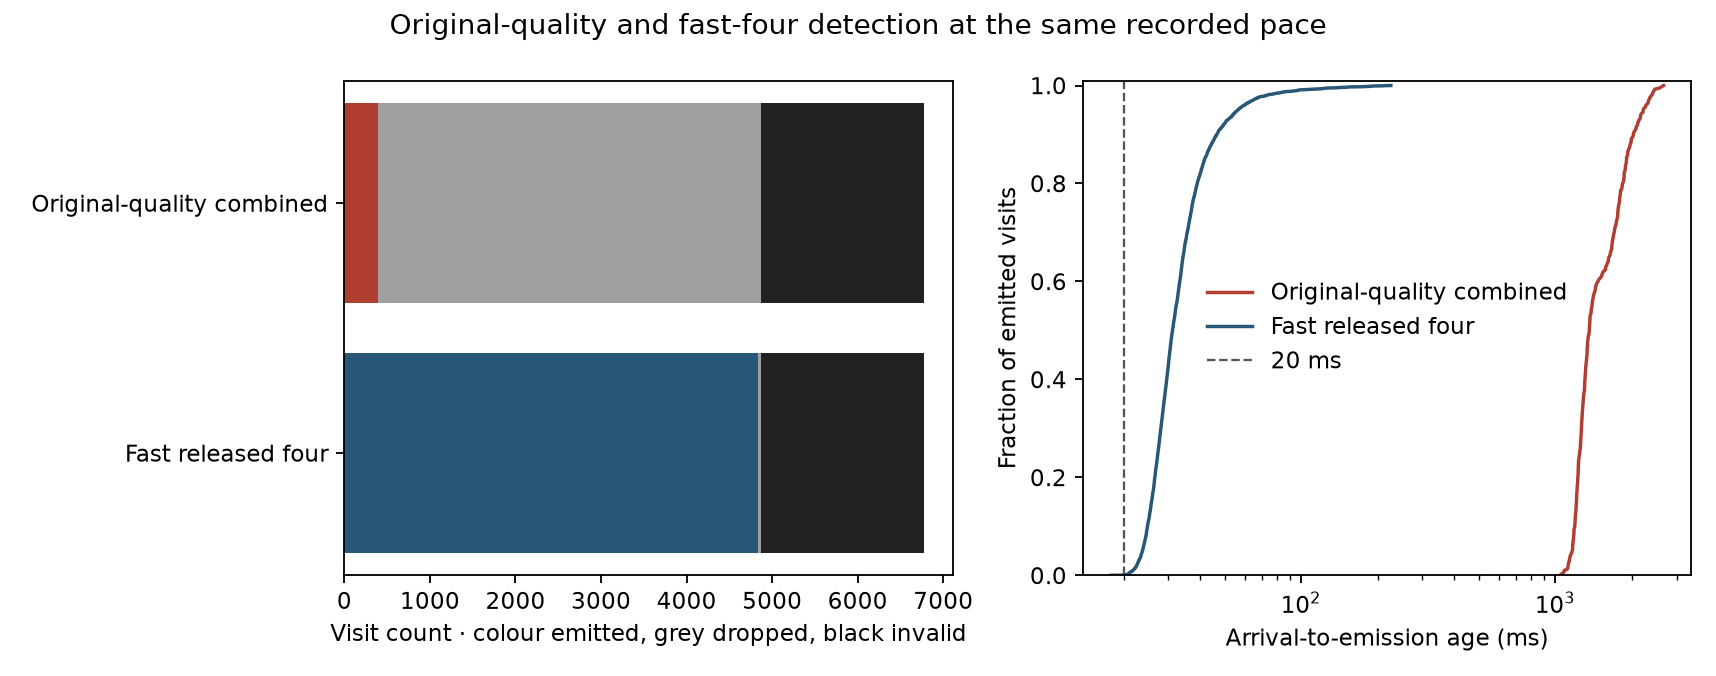 Original-quality and fast-four detection at the same recorded pace
Original-quality combined
Fast released four
0 1000 2000 3000 4000 5000 6000 7000
Visit count · colour emitted, grey dropped, black invalid
Fraction of emitted visits
1.0
0.8
0.6
0.4
0.2
0.0
Original-quality combined
Fast released four
20 ms
10² 10³
Arrival-to-emission age (ms)